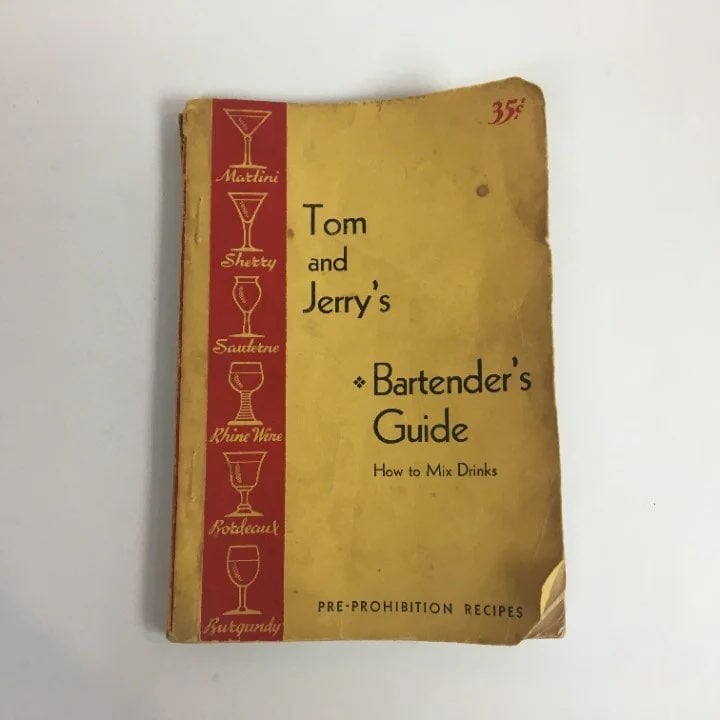 35¢
Martini
Sherry
Sauterne
Rhine Wine
Bordeaux
Burgundy
Tom
and
Jerry's
❖ Bartender's
Guide
How to Mix Drinks
PRE-PROHIBITION RECIPES